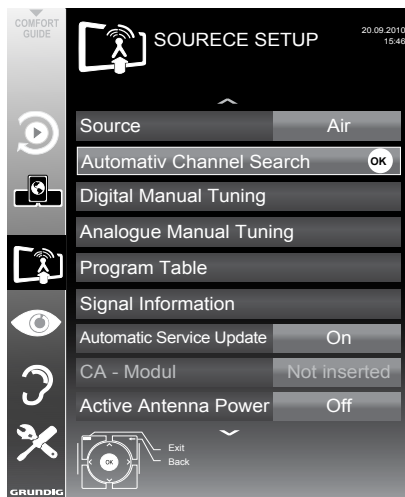 COMFORT
GUIDE
SOURECE SETUP
20.09.2010
15:46
Source Air
Automativ Channel Search OK
Digital Manual Tuning
Analogue Manual Tuning
Program Table
Signal Information
Automatic Service Update On
CA - Modul Not inserted
Active Antenna Power Off
Exit
OK Back
GRUNDIG